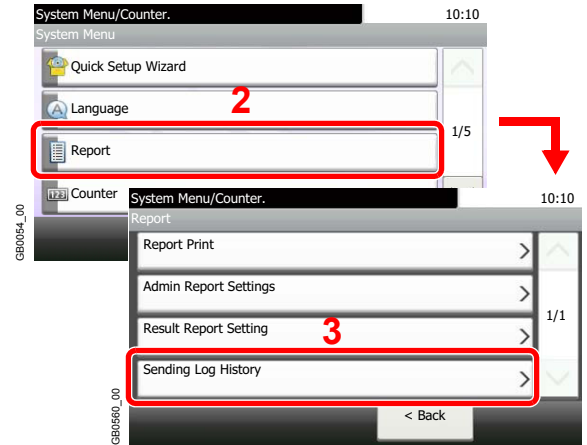 System Menu/Counter. 10:10
System Menu
Quick Setup Wizard
2
Language
1/5
Report
123 Counter
GB0054_00
System Menu/Counter. 10:10
Report
Report Print
Admin Report Settings
1/1
Result Report Setting
3
Sending Log History
< Back
GB0560_00